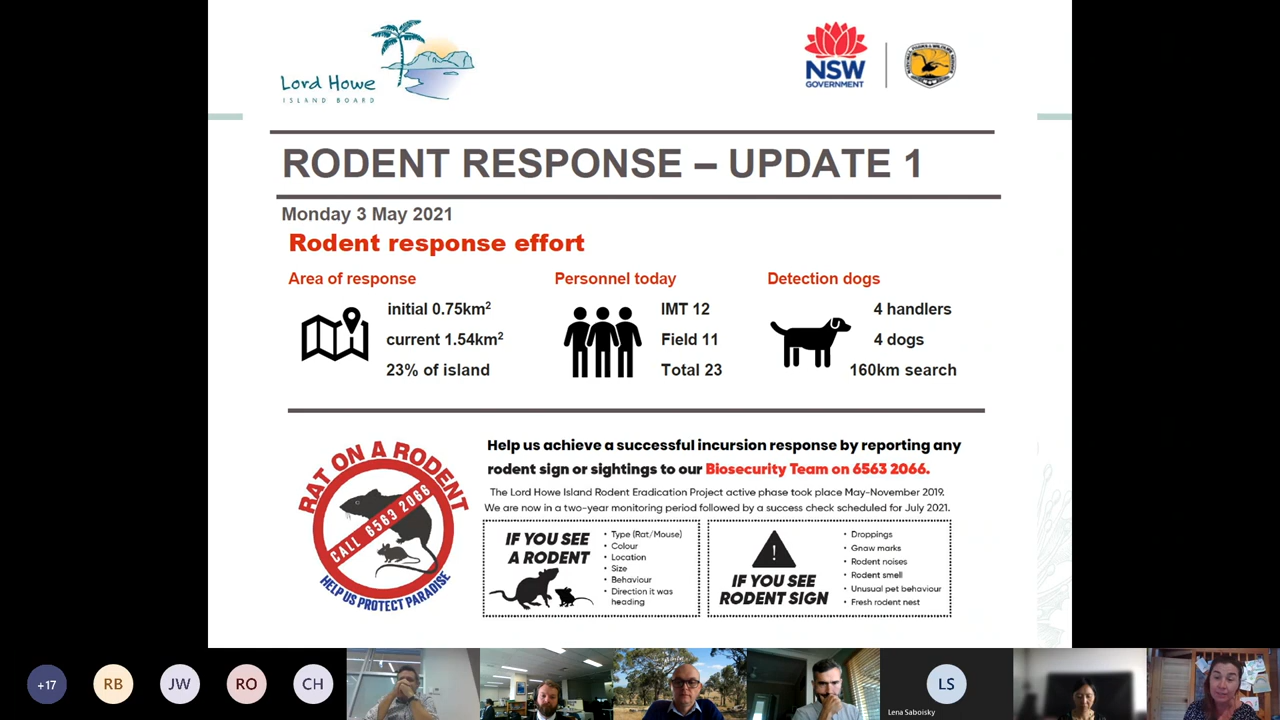 Lord Howe
ISLAND BOARD
NSW
GOVERNMENT
RODENT RESPONSE – UPDATE 1
Monday 3 May 2021
Rodent response effort
Area of response
initial 0.75km²
current 1.54km²
23% of island
Personnel today
IMT 12
Field 11
Total 23
Detection dogs
4 handlers
4 dogs
160km search
RAT ON A RODENT
CALL 6563 2066
HELP US PROTECT PARADISE
Help us achieve a successful incursion response by reporting any
rodent sign or sightings to our Biosecurity Team on 6563 2066.
The Lord Howe Island Rodent Eradication Project active phase took place May-November 2019.
We are now in a two-year monitoring period followed by a success check scheduled for July 2021.
IF YOU SEE
A RODENT
• Type (Rat/Mouse)
• Colour
• Location
• Size
• Behaviour
• Direction it was
heading
!
IF YOU SEE
RODENT SIGN
• Droppings
• Gnaw marks
• Rodent noises
• Rodent smell
• Unusual pet behaviour
• Fresh rodent nest
+17
RB
JW
RO
CH
LS
Lena Saboisky